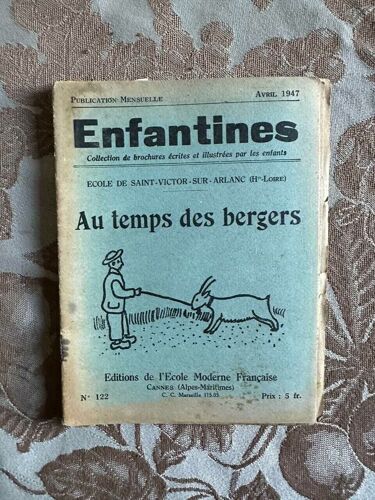 Publication Mensuelle Avril 1947
Enfantines
Collection de brochures écrites et illustrées par les enfants
ECOLE DE SAINT-VICTOR-SUR-ARLANC (Hte-Loire)
Au temps des bergers
Editions de l'Ecole Moderne Française
CANNES (Alpes-Maritimes)
N° 122 C. C. Marseille 115.03 Prix : 5 fr.